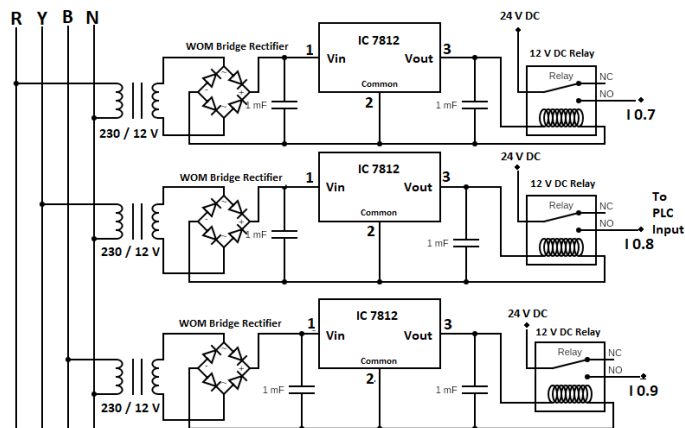 R Y B N
WOM Bridge Rectifier
1
IC 7812
Vin
Vout
Common
2
3
24 V DC
12 V DC Relay
Relay
NC
NO
I 0.7
~
-
+
~
1 mF
1 mF
230 / 12 V
WOM Bridge Rectifier
1
IC 7812
Vin
Vout
Common
2
3
24 V DC
12 V DC Relay
Relay
NC
NO
I 0.8
To
PLC
Input
~
-
+
~
1 mF
1 mF
230 / 12 V
WOM Bridge Rectifier
1
IC 7812
Vin
Vout
Common
2
3
24 V DC
12 V DC Relay
Relay
NC
NO
I 0.9
~
-
+
~
1 mF
1 mF
230 / 12 V